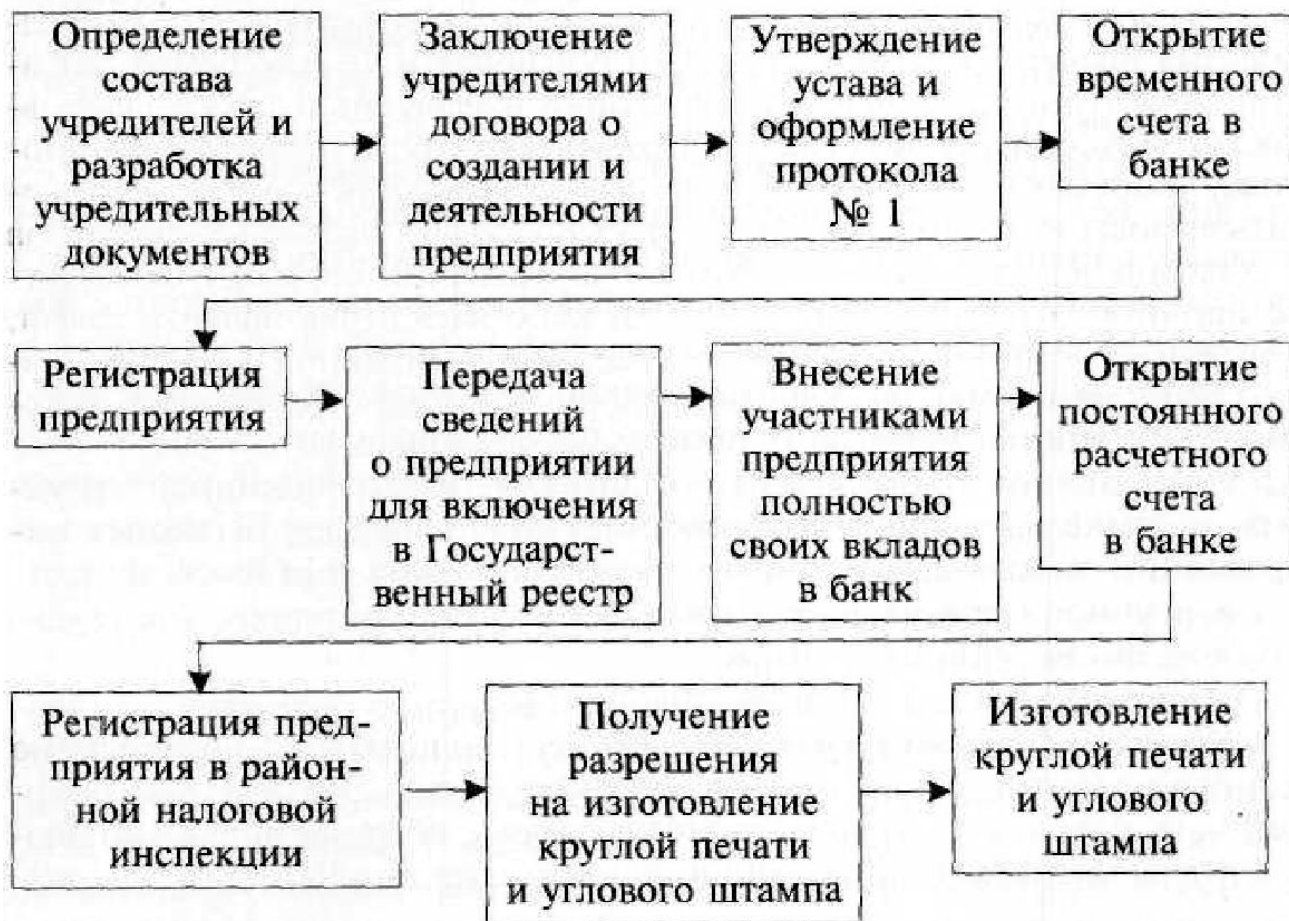 Определение
состава
учредителей и
разработка
учредительных
документов
Заключение
учредителями
договора о
создании и
деятельности
предприятия
Утверждение
устава и
оформление
протокола
№ 1
Открытие
временного
счета в
банке
Регистрация
предприятия
Передача
сведений
о предприятии
для включения
в Государст-
венный реестр
Внесение
участниками
предприятия
полностью
своих вкладов
в банк
Открытие
постоянного
расчетного
счета
в банке
Регистрация пред-
приятия в район-
ной налоговой
инспекции
Получение
разрешения
на изготовление
круглой печати
и углового штампа
Изготовление
круглой печати
и углового
штампа